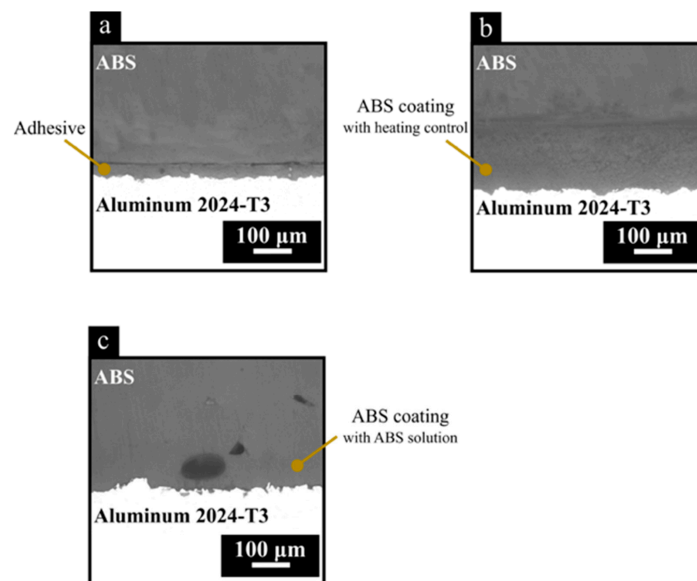 a
ABS
Adhesive
Aluminum 2024-T3
100 μm
b
ABS
ABS coating
with heating control
Aluminum 2024-T3
100 μm
c
ABS
ABS coating
with ABS solution
Aluminum 2024-T3
100 μm